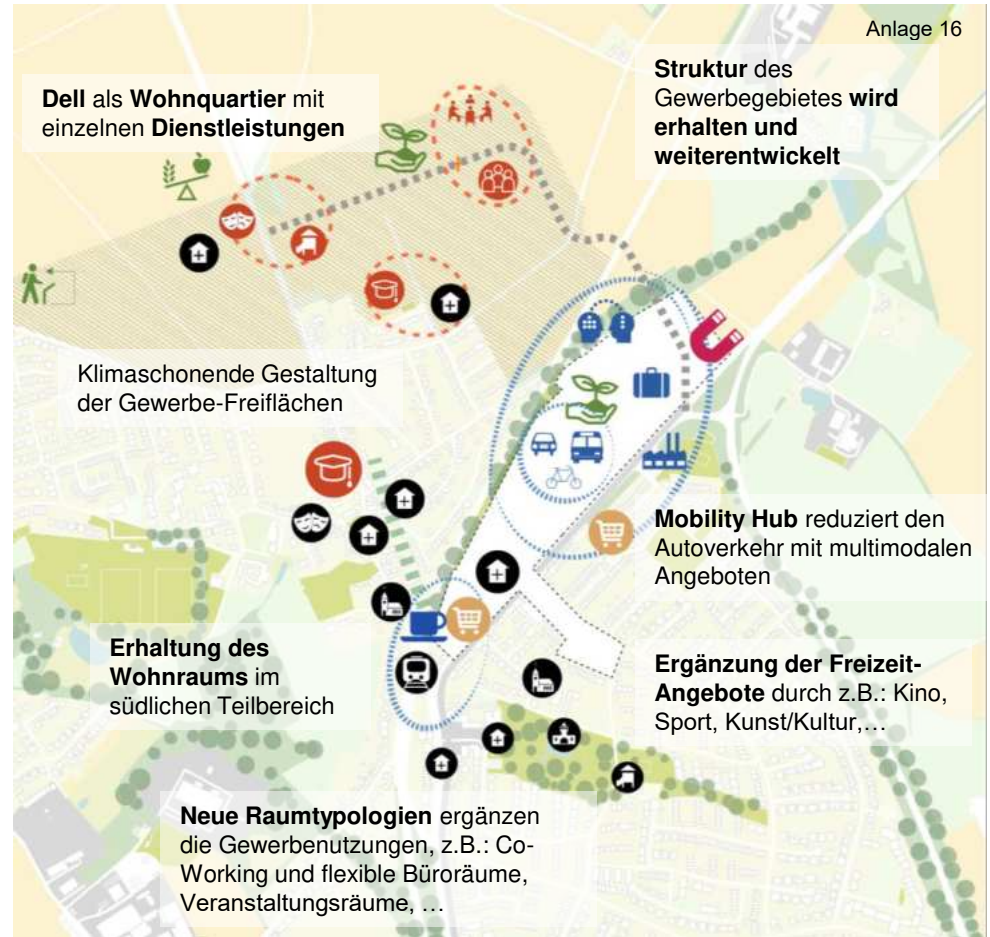 Anlage 16
Dell als Wohnquartier mit
einzelnen Dienstleistungen
Struktur des
Gewerbegebietes wird
erhalten und
weiterentwickelt
Klimaschonende Gestaltung
der Gewerbe-Freiflächen
Mobility Hub reduziert den
Autoverkehr mit multimodalen
Angeboten
Erhaltung des
Wohnraums im
südlichen Teilbereich
Ergänzung der Freizeit-
Angebote durch z.B.: Kino,
Sport, Kunst/Kultur,…
Neue Raumtypologien ergänzen
die Gewerbenutzungen, z.B.: Co-
Working und flexible Büroräume,
Veranstaltungsräume, …